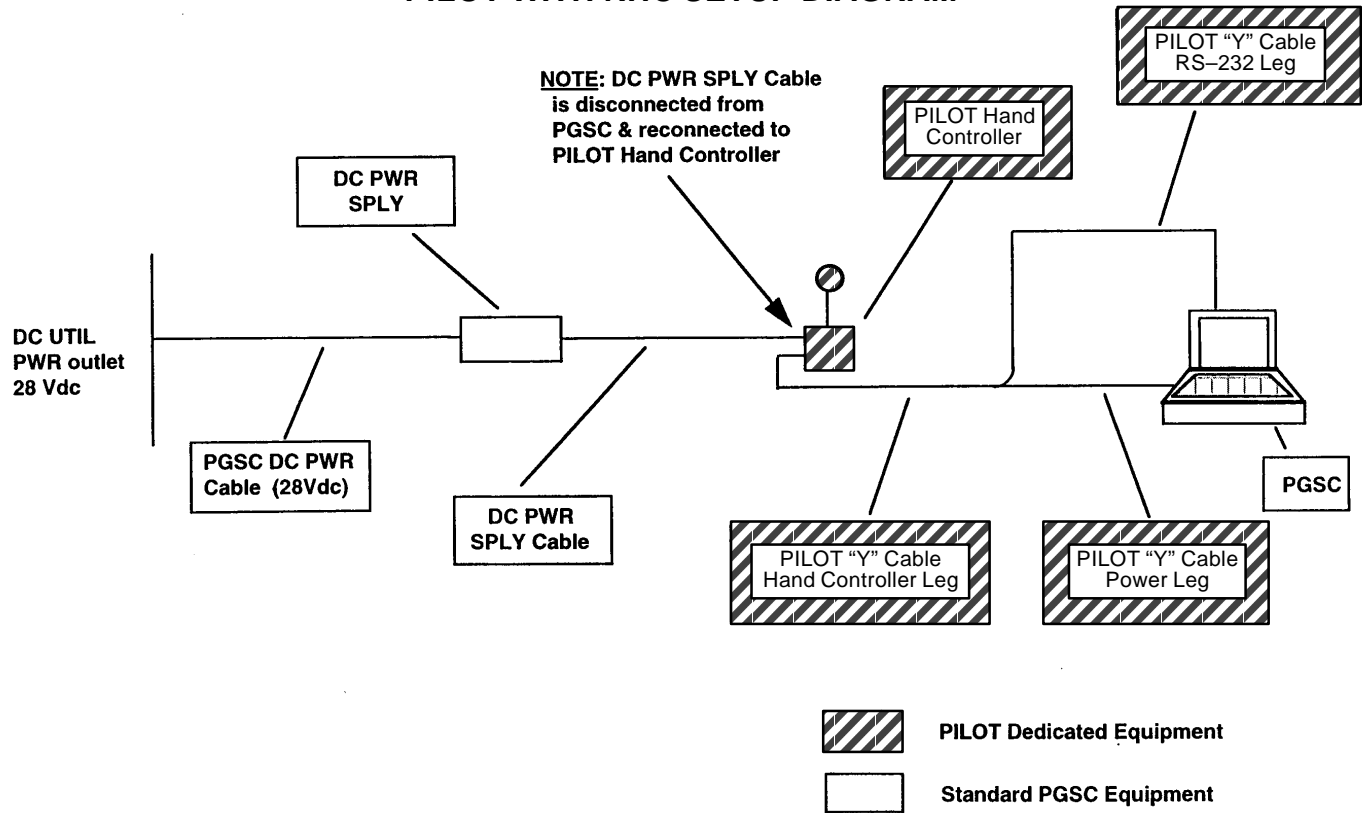 NOTE: DC PWR SPLY Cable
is disconnected from
PGSC & reconnected to
PILOT Hand Controller
PILOT “Y” Cable
RS–232 Leg
PILOT Hand
Controller
DC PWR
SPLY
DC UTIL
PWR outlet
28 Vdc
PGSC DC PWR
Cable (28Vdc)
DC PWR
SPLY Cable
PGSC
PILOT “Y” Cable
Hand Controller Leg
PILOT “Y” Cable
Power Leg
PILOT Dedicated Equipment
Standard PGSC Equipment